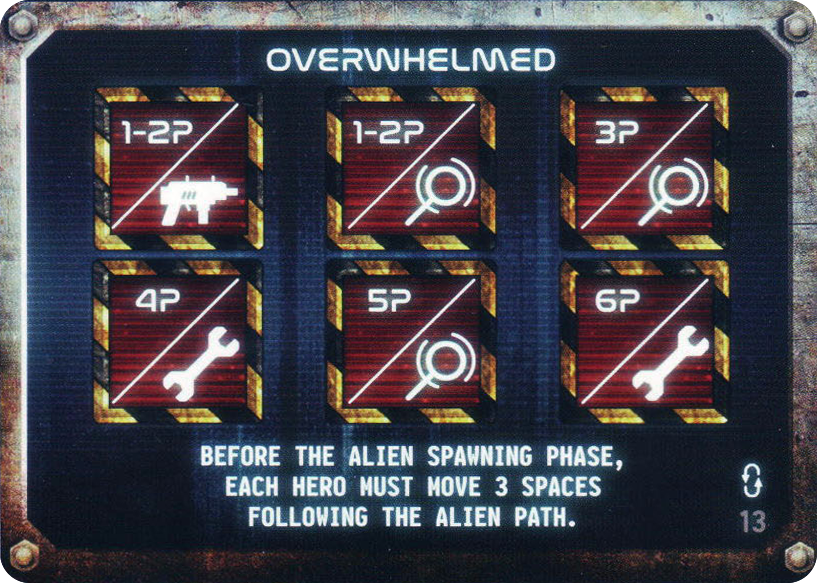 OVERWHELMED
1-2P
1-2P
3P
4P
5P
6P
BEFORE THE ALIEN SPAWNING PHASE,
EACH HERO MUST MOVE 3 SPACES
FOLLOWING THE ALIEN PATH.
13